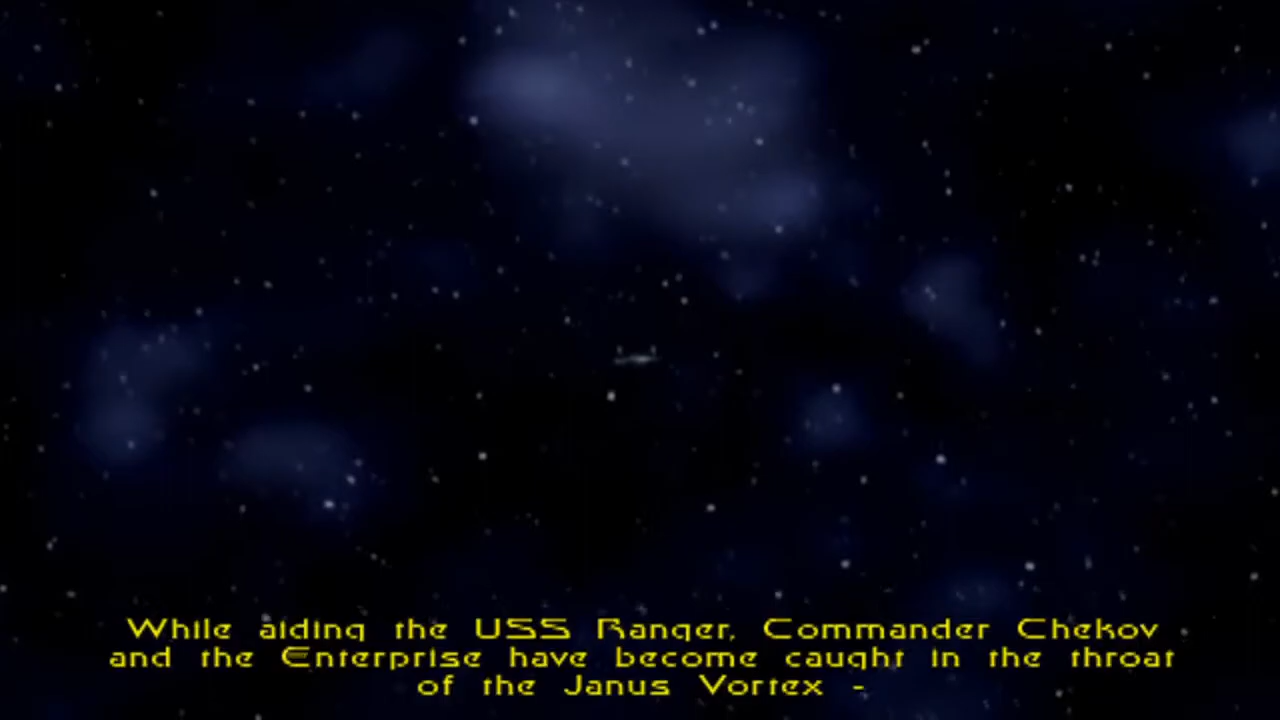 While aiding the USS Ranger, Commander Chekov
and the Enterprise have become caught in the throat
of the Janus Vortex -